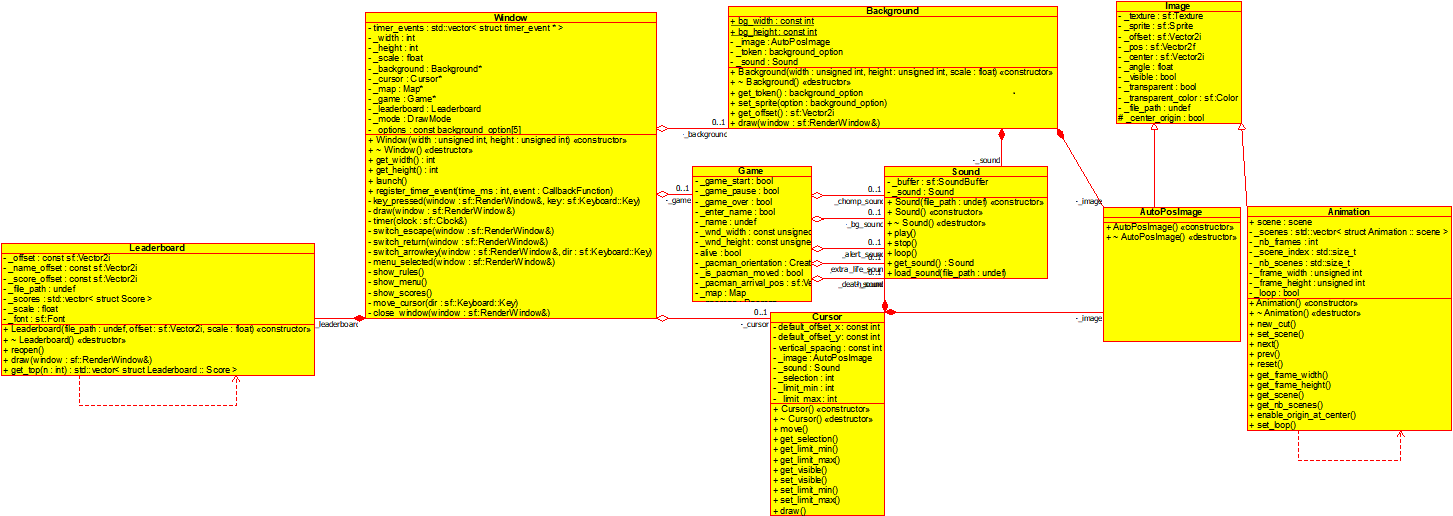 Window
- timer_events : std::vector< struct timer_event * >
- _width : int
- _height : int
- _scale : float
- _background : Background*
- _cursor : Cursor*
- _map : Map*
- _game : Game*
- _leaderboard : Leaderboard
- _mode : DrawMode
- _options : const background_option[5]
+ Window(width : unsigned int, height : unsigned int) «constructor»
+ ~ Window() «destructor»
+ get_width() : int
+ get_height() : int
+ launch()
+ register_timer_event(time_ms : int, event : CallbackFunction)
- key_pressed(window : sf::RenderWindow&, key : sf::Keyboard::Key)
- draw(window : sf::RenderWindow&)
- timer(clock : sf::Clock&)
- switch_escape(window : sf::RenderWindow&)
- switch_return(window : sf::RenderWindow&)
- switch_arrowkey(window : sf::RenderWindow&, dir : sf::Keyboard::Key)
- menu_selected(window : sf::RenderWindow&)
- show_rules()
- show_menu()
- show_scores()
- move_cursor(dir : sf::Keyboard::Key)
- close_window(window : sf::RenderWindow&)
Background
+ bg_width : const int
+ bg_height : const int
- _image : AutoPosImage
- _token : background_option
- _sound : Sound
+ Background(width : unsigned int, height : unsigned int, scale : float) «constructor»
+ ~ Background() «destructor»
+ get_token() : background_option
+ set_sprite(option : background_option)
+ get_offset() : sf::Vector2i
+ draw(window : sf::RenderWindow&)
Image
- _texture : sf::Texture
- _sprite : sf::Sprite
- _offset : sf::Vector2i
- _pos : sf::Vector2f
- _center : sf::Vector2i
- _angle : float
- _visible : bool
- _transparent : bool
- _transparent_color : sf::Color
- _file_path : undef
# _center_origin : bool
0..1
-_background
-_sound
Game
- _game_start : bool
- _game_pause : bool
- _game_over : bool
- _enter_name : bool
- _name : undef
- _wnd_width : const unsigned
- _wnd_height : const unsigne
- alive : bool
- _pacman_orientation : Creat
- _is_pacman_moved : bool
- _pacman_arrival_pos : sf::Ve
- _map : Map
0..1
-_game
0..1
_chomp_sound
0..1
-_bg_sound
0..1
_alert_sound
0..1
_extra_life_soun
0..1
Sound
- _buffer : sf::SoundBuffer
- _sound : Sound
+ Sound(file_path : undef) «constructor»
+ Sound() «constructor»
+ ~ Sound() «destructor»
+ play()
+ stop()
+ loop()
+ get_sound() : Sound
+ load_sound(file_path : undef)
-_image
AutoPosImage
+ AutoPosImage() «constructor»
+ ~ AutoPosImage() «destructor»
-_image
Animation
- scene : scene
- _scenes : std::vector< struct Animation :: scene >
- _nb_frames : int
- _scene_index : std::size_t
- _nb_scenes : std::size_t
- _frame_width : unsigned int
- _frame_height : unsigned int
- _loop : bool
+ Animation() «constructor»
+ ~ Animation() «destructor»
+ new_cut()
+ set_scene()
+ next()
+ prev()
+ reset()
+ get_frame_width()
+ get_frame_height()
+ get_scene()
+ get_nb_scenes()
+ enable_origin_at_center()
+ set_loop()
Leaderboard
- _offset : const sf::Vector2i
- _name_offset : const sf::Vector2i
- _score_offset : const sf::Vector2i
- _file_path : undef
- _scores : std::vector< struct Score >
- _scale : float
- _font : sf::Font
+ Leaderboard(file_path : undef, offset : sf::Vector2i, scale : float) «constructor»
+ ~ Leaderboard() «destructor»
+ reopen()
+ draw(window : sf::RenderWindow&)
+ get_top(n : int) : std::vector< struct Leaderboard :: Score >
_leaderboard
0..1
-_cursor
Cursor
- default_offset_x : const int
- default_offset_y : const int
- vertical_spacing : const int
- _image : AutoPosImage
- _sound : Sound
- _selection : int
- _limit_min : int
- _limit_max : int
+ Cursor() «constructor»
+ ~ Cursor() «destructor»
+ move()
+ get_selection()
+ get_limit_min()
+ get_limit_max()
+ get_visible()
+ set_visible()
+ set_limit_min()
+ set_limit_max()
+ draw()